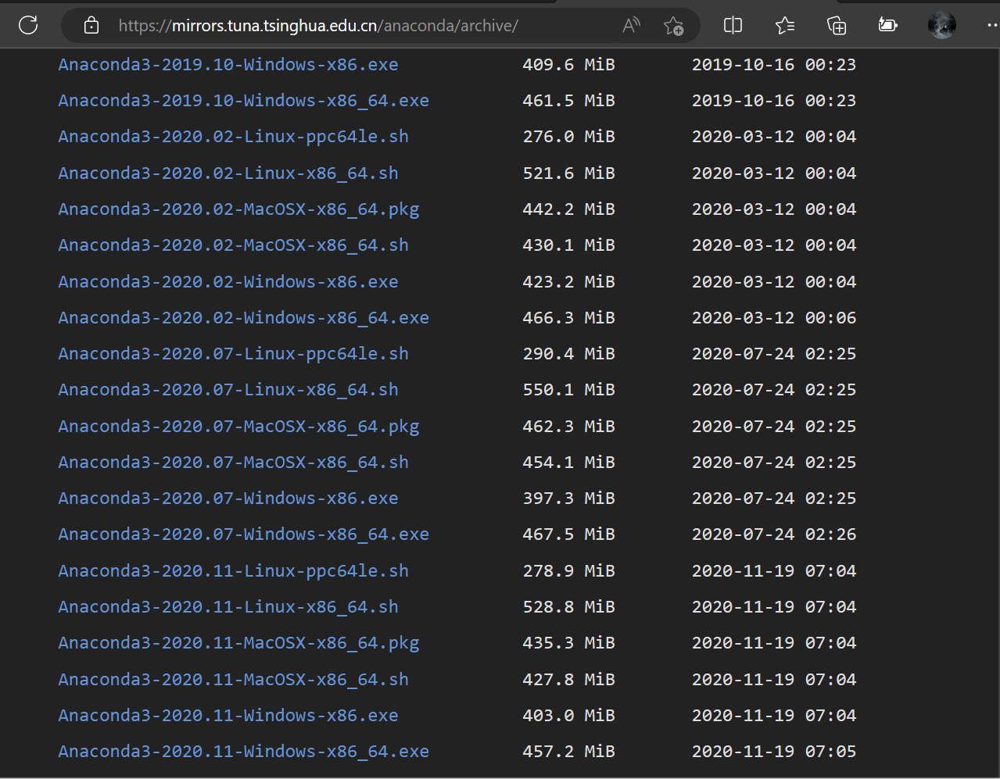 https://mirrors.tuna.tsinghua.edu.cn/anaconda/archive/
Anaconda3-2019.10-Windows-x86.exe 409.6 MiB 2019-10-16 00:23
Anaconda3-2019.10-Windows-x86_64.exe 461.5 MiB 2019-10-16 00:23
Anaconda3-2020.02-Linux-ppc64le.sh 276.0 MiB 2020-03-12 00:04
Anaconda3-2020.02-Linux-x86_64.sh 521.6 MiB 2020-03-12 00:04
Anaconda3-2020.02-MacOSX-x86_64.pkg 442.2 MiB 2020-03-12 00:04
Anaconda3-2020.02-MacOSX-x86_64.sh 430.1 MiB 2020-03-12 00:04
Anaconda3-2020.02-Windows-x86.exe 423.2 MiB 2020-03-12 00:04
Anaconda3-2020.02-Windows-x86_64.exe 466.3 MiB 2020-03-12 00:06
Anaconda3-2020.07-Linux-ppc64le.sh 290.4 MiB 2020-07-24 02:25
Anaconda3-2020.07-Linux-x86_64.sh 550.1 MiB 2020-07-24 02:25
Anaconda3-2020.07-MacOSX-x86_64.pkg 462.3 MiB 2020-07-24 02:25
Anaconda3-2020.07-MacOSX-x86_64.sh 454.1 MiB 2020-07-24 02:25
Anaconda3-2020.07-Windows-x86.exe 397.3 MiB 2020-07-24 02:25
Anaconda3-2020.07-Windows-x86_64.exe 467.5 MiB 2020-07-24 02:26
Anaconda3-2020.11-Linux-ppc64le.sh 278.9 MiB 2020-11-19 07:04
Anaconda3-2020.11-Linux-x86_64.sh 528.8 MiB 2020-11-19 07:04
Anaconda3-2020.11-MacOSX-x86_64.pkg 435.3 MiB 2020-11-19 07:04
Anaconda3-2020.11-MacOSX-x86_64.sh 427.8 MiB 2020-11-19 07:04
Anaconda3-2020.11-Windows-x86.exe 403.0 MiB 2020-11-19 07:04
Anaconda3-2020.11-Windows-x86_64.exe 457.2 MiB 2020-11-19 07:05